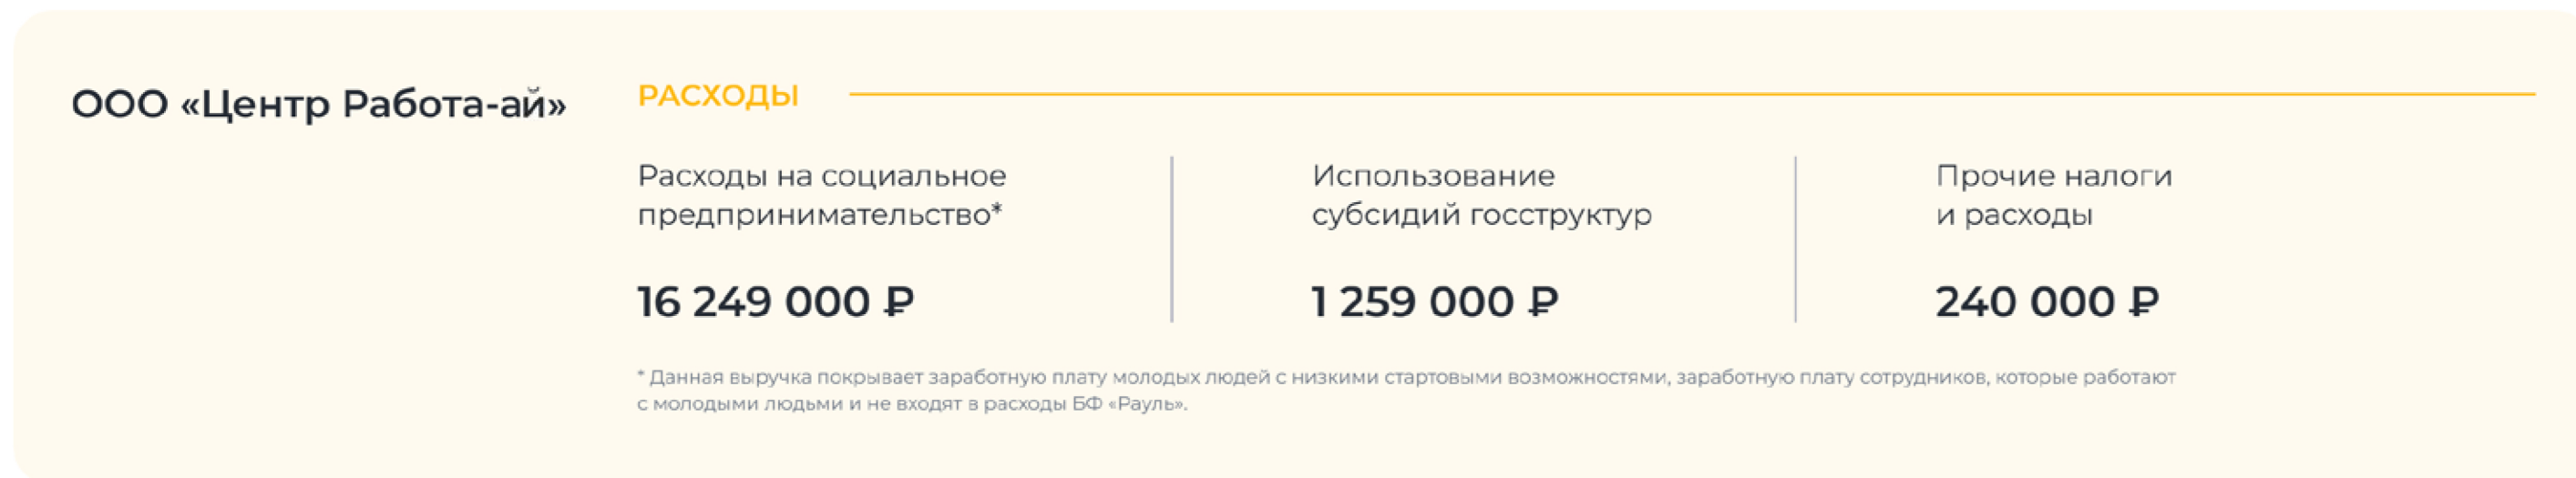 ООО «Центр Работа-ай»
РАСХОДЫ
Расходы на социальное
предпринимательство*
16 249 000 ₽
Использование
субсидий госструктур
1 259 000 ₽
Прочие налоги
и расходы
240 000 ₽
* Данная выручка покрывает заработную плату молодых людей с низкими стартовыми возможностями, заработную плату сотрудников, которые работают
с молодыми людьми и не входят в расходы БФ «Рауль».